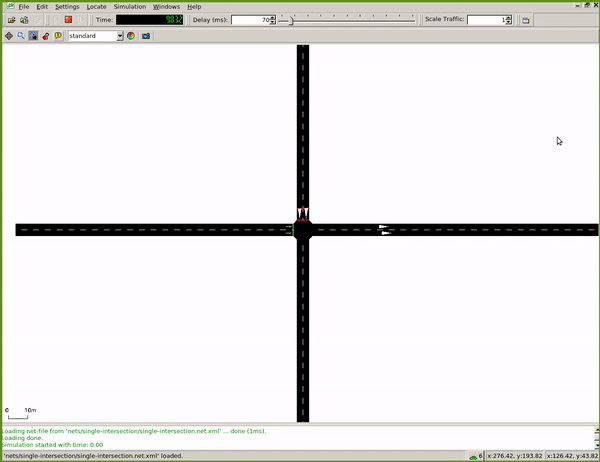 File Edit Settings Locate Simulation Windows Help
Time: 9832 Delay (ms): 70 Scale Traffic: 1
standard
0 10m
Loading net-file from 'nets/single-intersection/single-intersection.net.xml' ... done (1ms).
Loading done.
Simulation started with time: 0.00
'nets/single-intersection/single-intersection.net.xml' loaded. 6 x:276.42, y:193.82 x:126.42, y:43.82